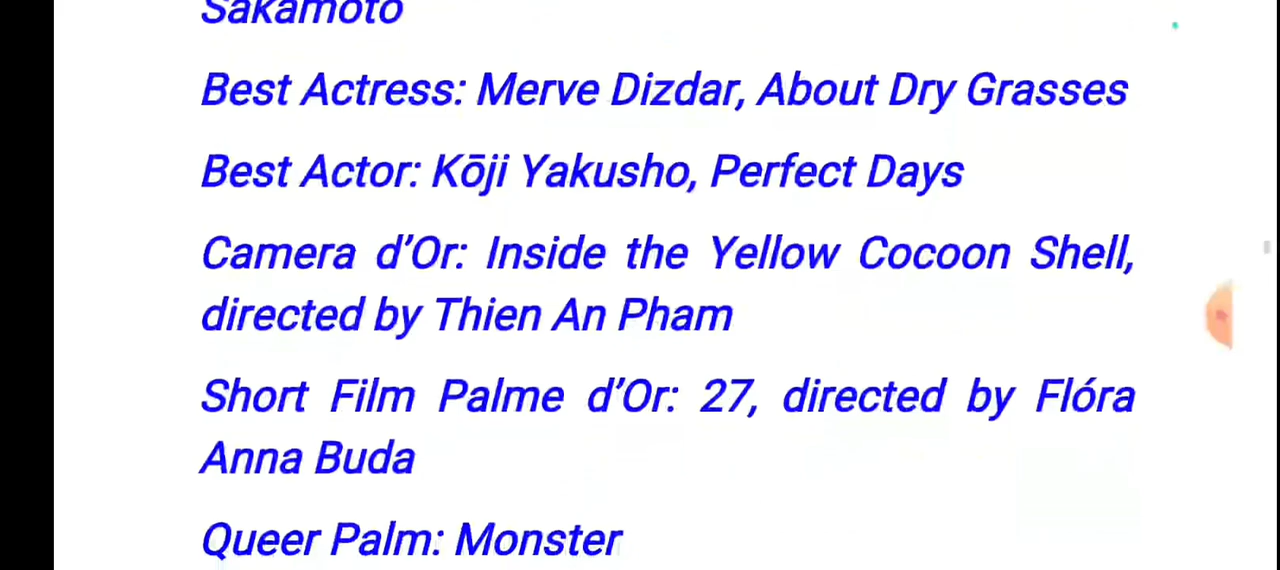 Sakamoto
Best Actress: Merve Dizdar, About Dry Grasses
Best Actor: Kōji Yakusho, Perfect Days
Camera d’Or: Inside the Yellow Cocoon Shell,
directed by Thien An Pham
Short Film Palme d’Or: 27, directed by Flóra
Anna Buda
Queer Palm: Monster